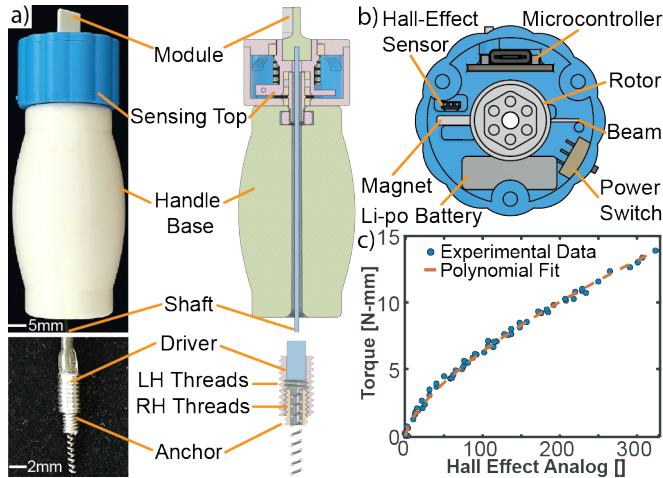 a)
Module
Sensing Top
Handle
Base
Shaft
5mm
Driver
LH Threads
RH Threads
Anchor
2mm
b)
Hall-Effect
Sensor
Microcontroller
Rotor
Beam
Magnet
Li-po Battery
Power
Switch
c)
15
10
5
0
Torque [N-mm]
Experimental Data
Polynomial Fit
0
100
200
300
Hall Effect Analog []